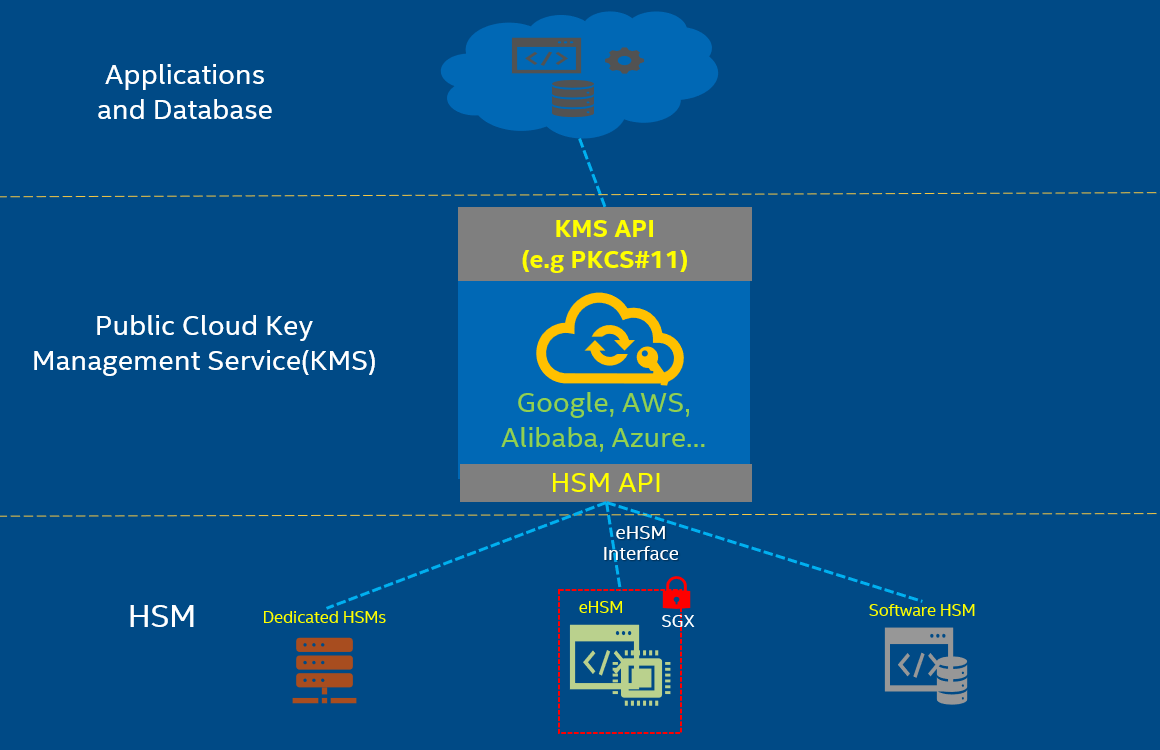 Applications
and Database
KMS API
(e.g PKCS#11)
Public Cloud Key
Management Service(KMS)
Google, AWS,
Alibaba, Azure...
HSM API
eHSM
Interface
HSM
Dedicated HSMs
eHSM
SGX
Software HSM